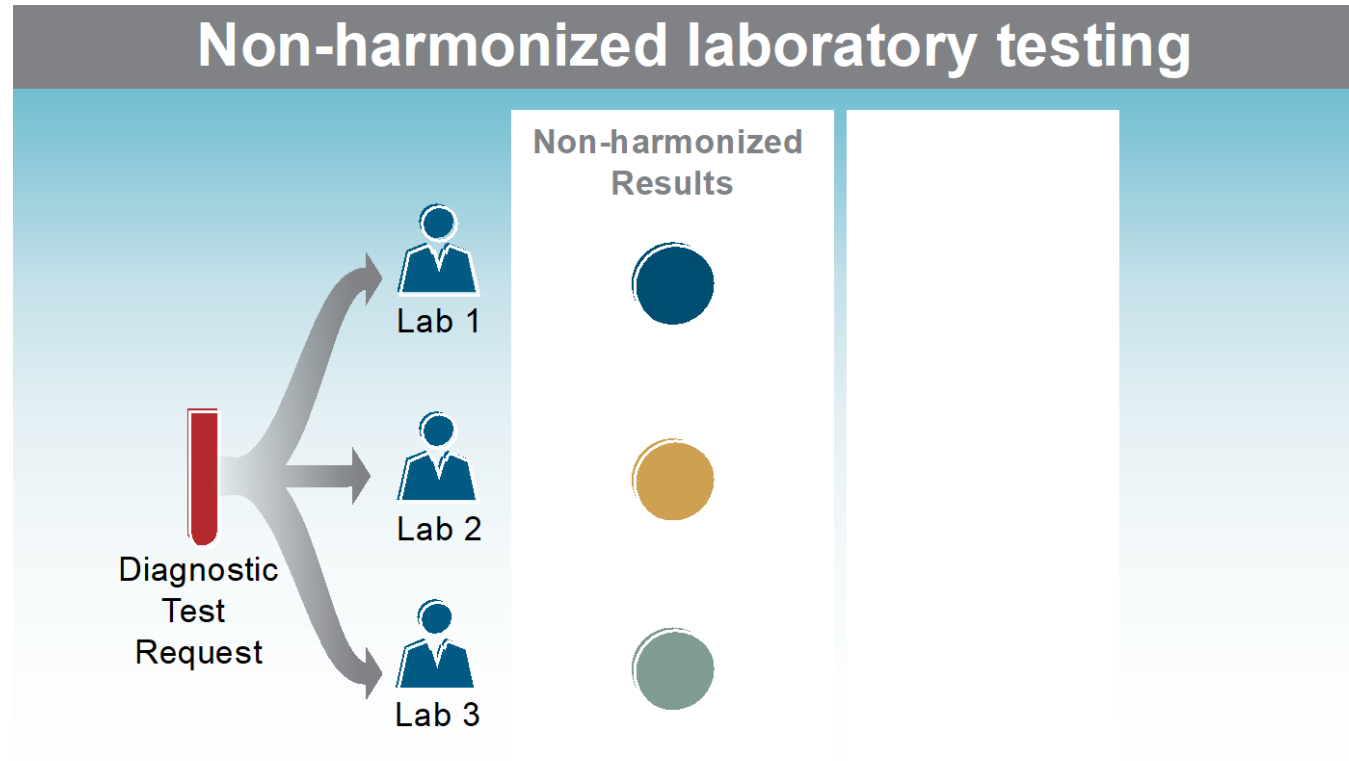 Non-harmonized laboratory testing
Non-harmonized
Results
Lab 1
Lab 2
Diagnostic
Test
Request
Lab 3